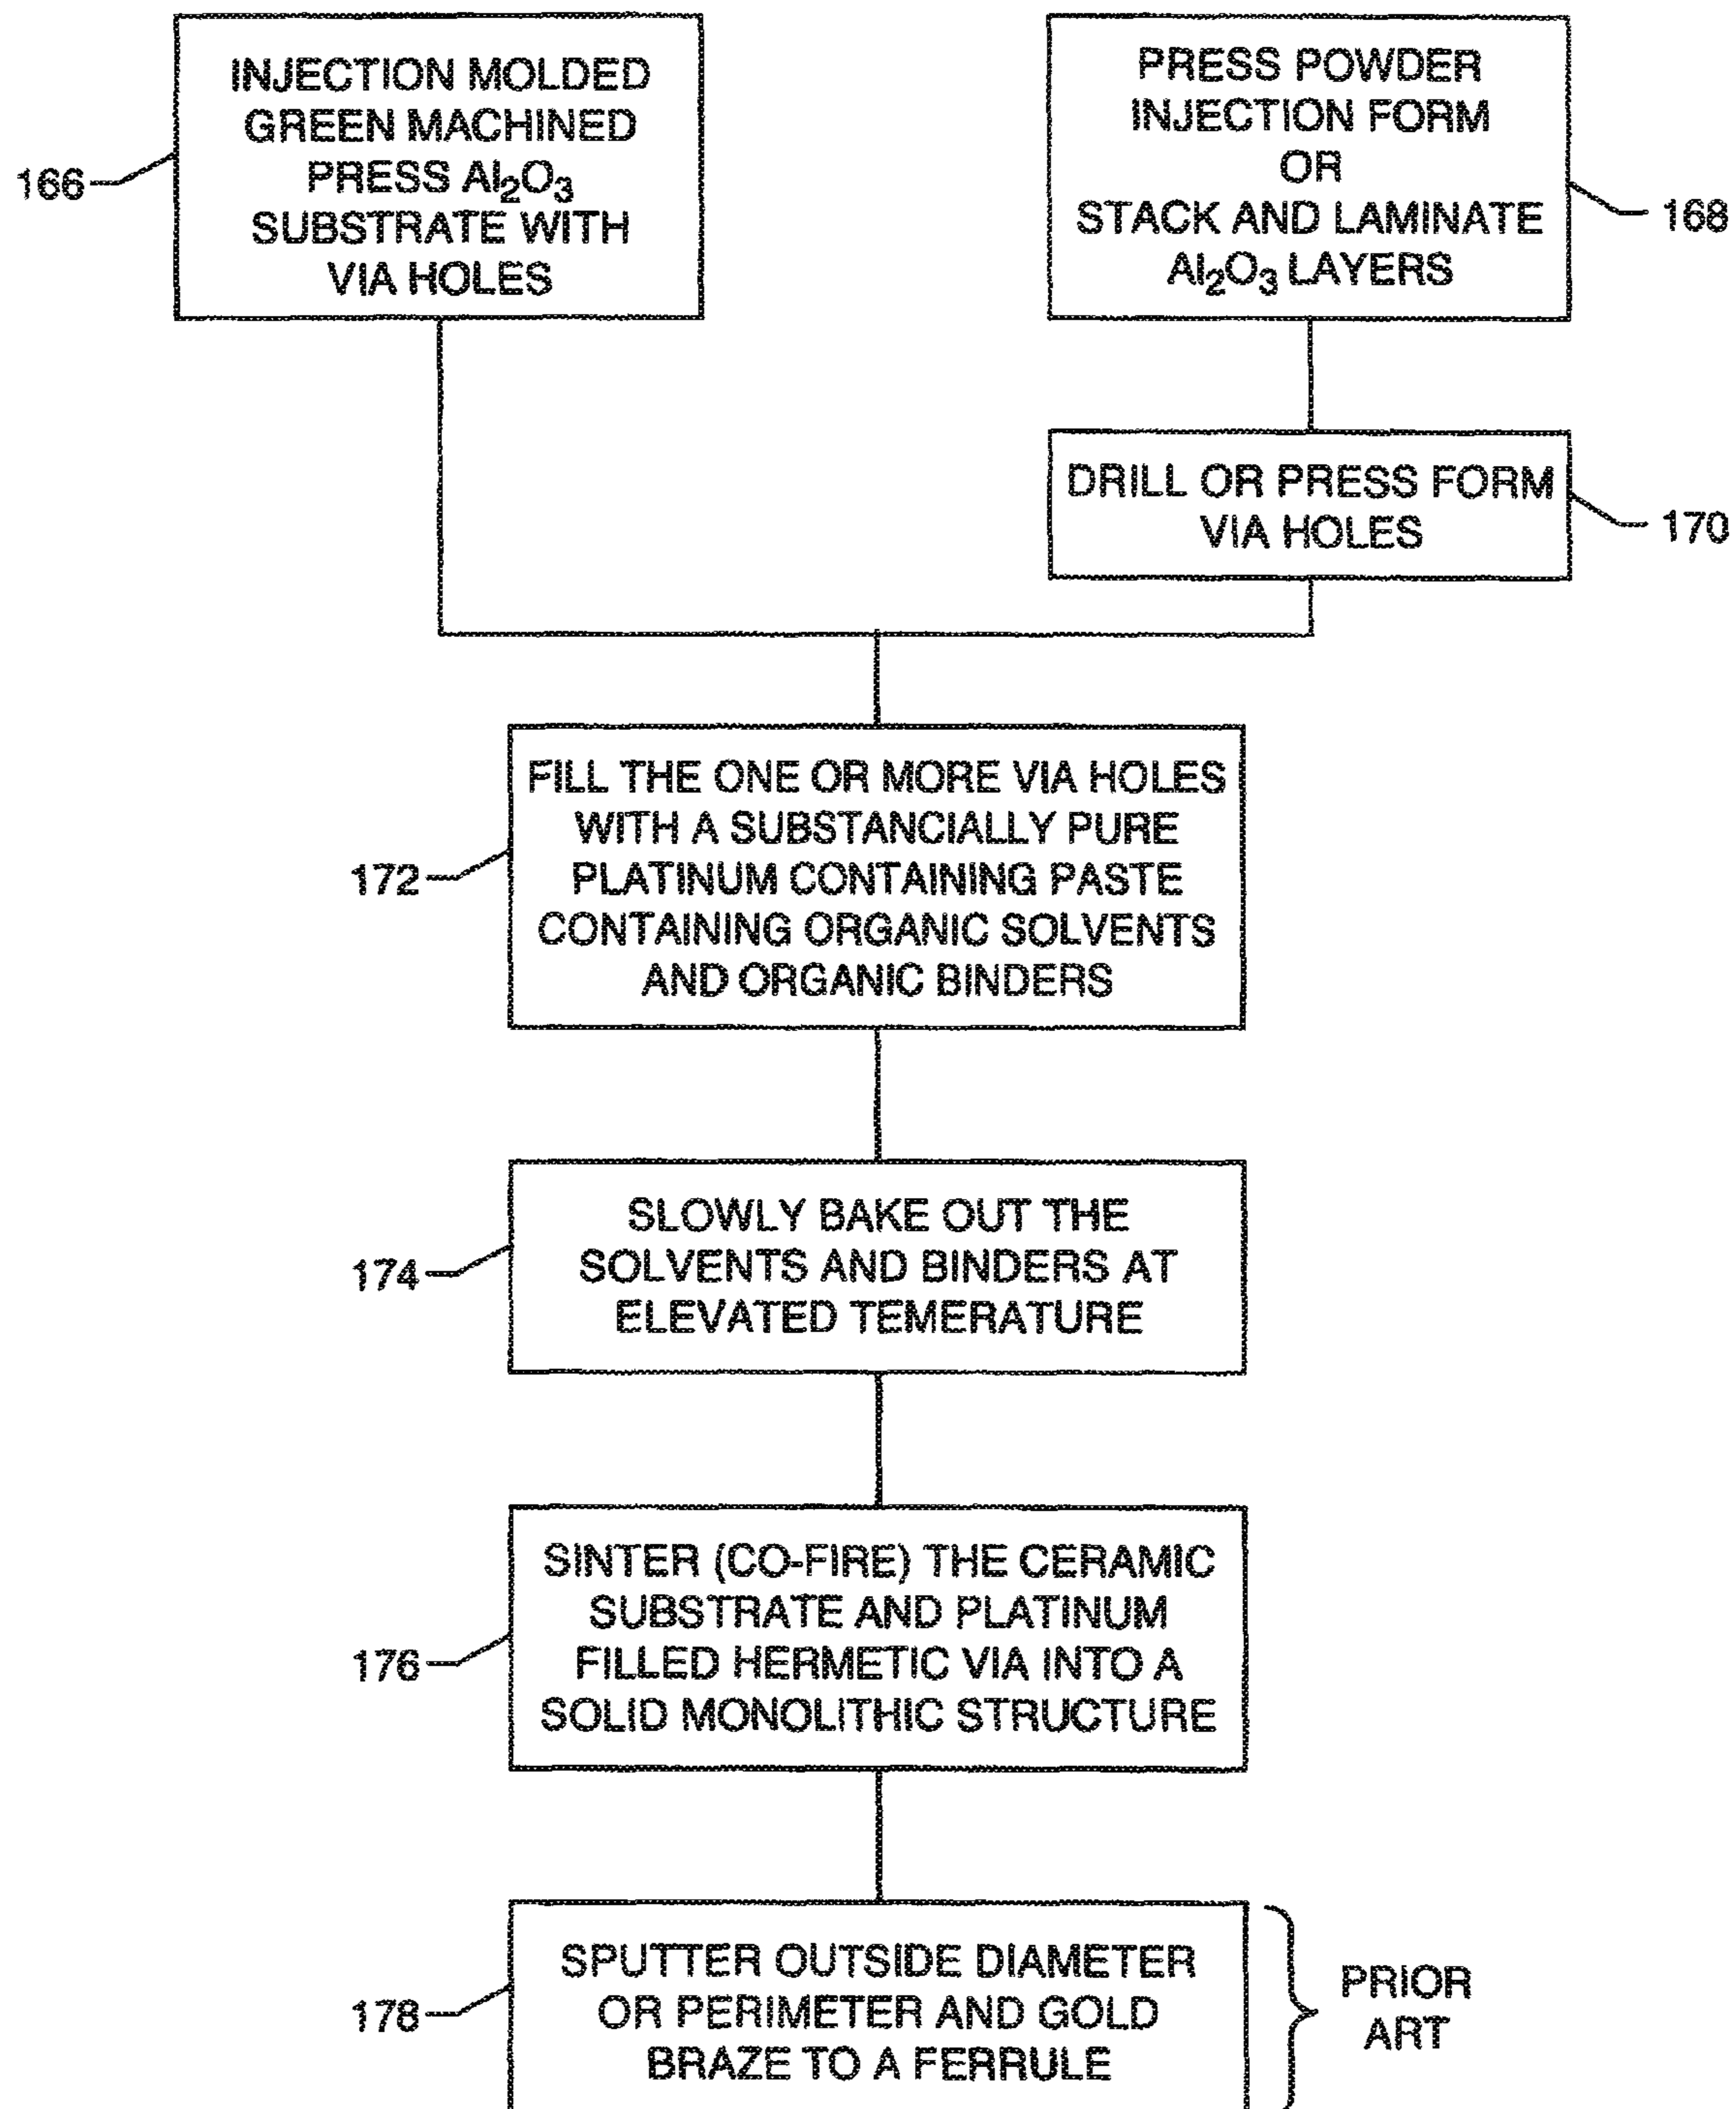 INJECTION MOLDED
GREEN MACHINED
PRESS Al₂O₃
SUBSTRATE WITH
VIA HOLES
166
PRESS POWDER
INJECTION FORM
OR
STACK AND LAMINATE
Al₂O₃ LAYERS
168
DRILL OR PRESS FORM
VIA HOLES
170
FILL THE ONE OR MORE VIA HOLES
WITH A SUBSTANCIALLY PURE
PLATINUM CONTAINING PASTE
CONTAINING ORGANIC SOLVENTS
AND ORGANIC BINDERS
172
SLOWLY BAKE OUT THE
SOLVENTS AND BINDERS AT
ELEVATED TEMERATURE
174
SINTER (CO-FIRE) THE CERAMIC
SUBSTRATE AND PLATINUM
FILLED HERMETIC VIA INTO A
SOLID MONOLITHIC STRUCTURE
176
SPUTTER OUTSIDE DIAMETER
OR PERIMETER AND GOLD
BRAZE TO A FERRULE
178
PRIOR
ART